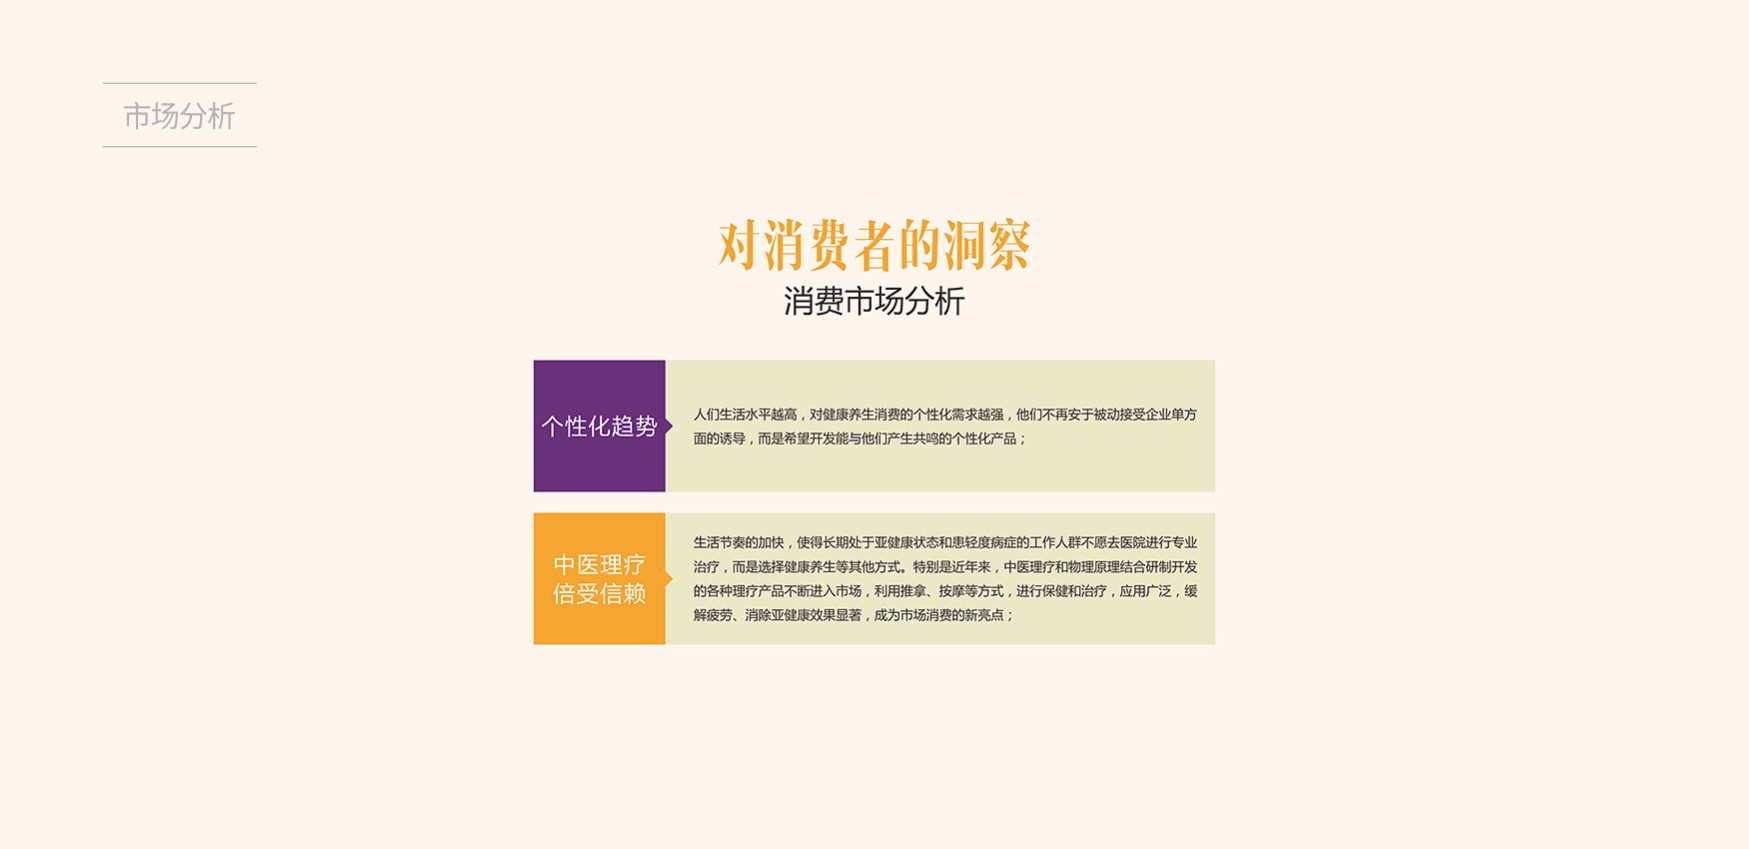 市场分析
对消费者的洞察
消费市场分析
个性化趋势
人们生活水平越高，对健康养生消费的个性化需求越强，他们不再安于被动接受企业单方
面的诱导，而是希望开发能与他们产生共鸣的个性化产品；
中医理疗
倍受信赖
生活节奏的加快，使得长期处于亚健康状态和患轻度病症的工作人群不愿去医院进行专业
治疗，而是选择健康养生等其他方式。特别是近年来，中医理疗和物理原理结合研制开发
的各种理疗产品不断进入市场，利用推拿、按摩等方式，进行保健和治疗，应用广泛，缓
解疲劳、消除亚健康效果显著，成为市场消费的新亮点；